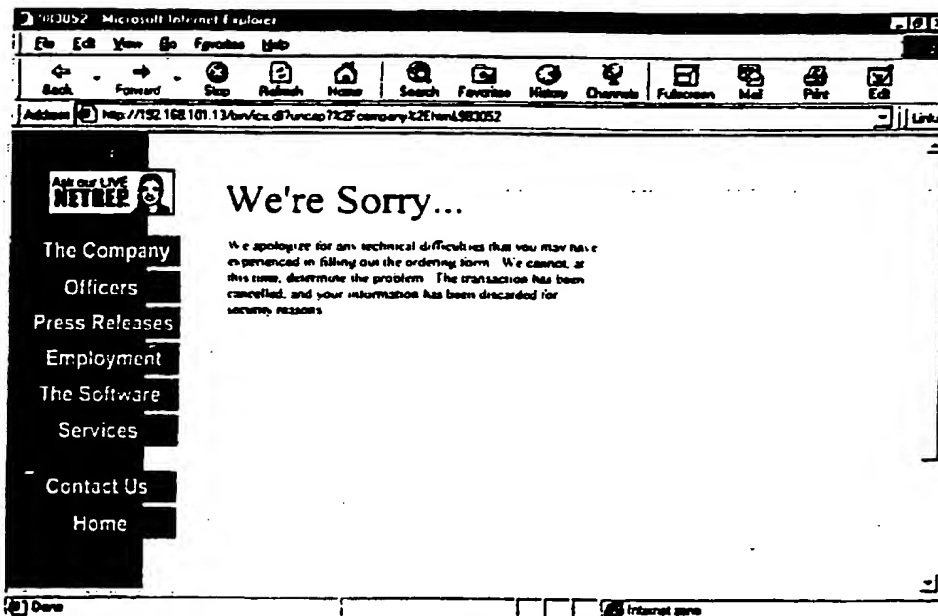 983052 - Microsoft Internet Explorer
File Edit View Go Favorites Help
Back Forward Stop Refresh Home Search Favorites History Channels Fullscreen Mail Print Edit
Address Links
Ask our LIVE
NETREP
We're Sorry...
We apologize for any technical difficulties that you may have
experienced in filling out the ordering form. We cannot, at
this time, determine the problem. The transaction has been
cancelled, and your information has been discarded for
security reasons
The Company
Officers
Press Releases
Employment
The Software
Services
Contact Us
Home
Done Internet zone